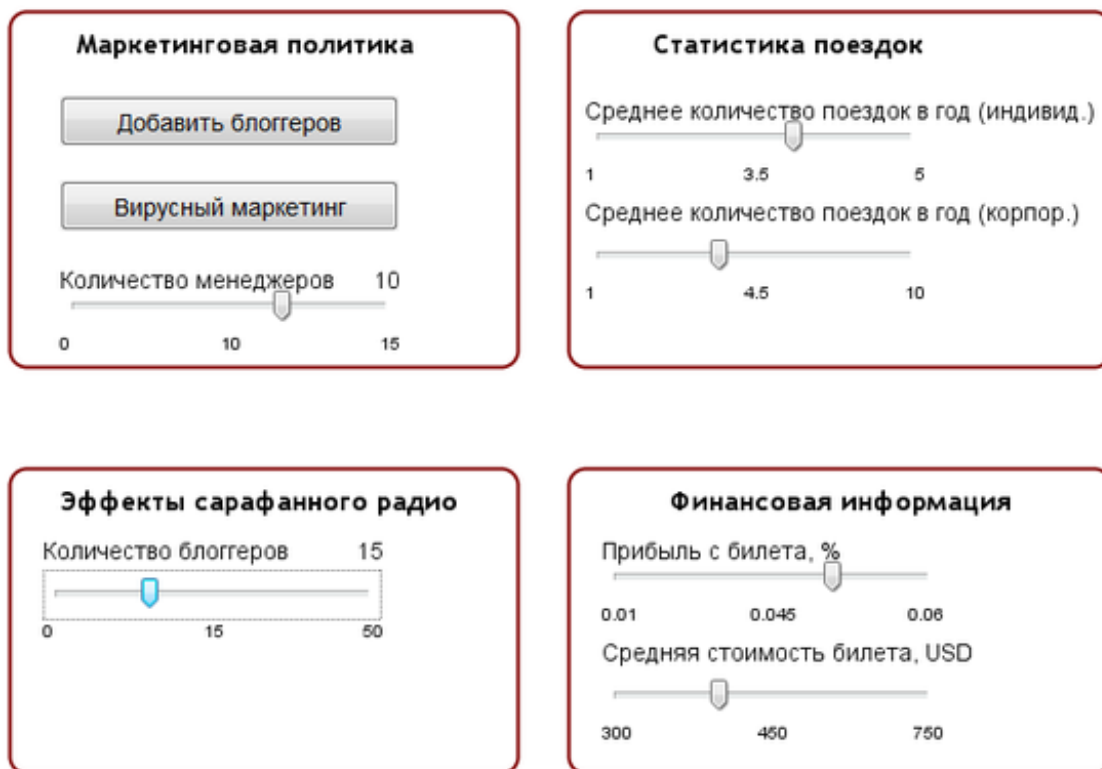 Маркетинговая политика
Добавить блоггеров
Вирусный маркетинг
Количество менеджеров 10
0 10 15
Статистика поездок
Среднее количество поездок в год (индивид.)
1 3.5 5
Среднее количество поездок в год (корпор.)
1 4.5 10
Эффекты сарафанного радио
Количество блоггеров 15
0 15 50
Финансовая информация
Прибыль с билета, %
0.01 0.045 0.06
Средняя стоимость билета, USD
300 450 750